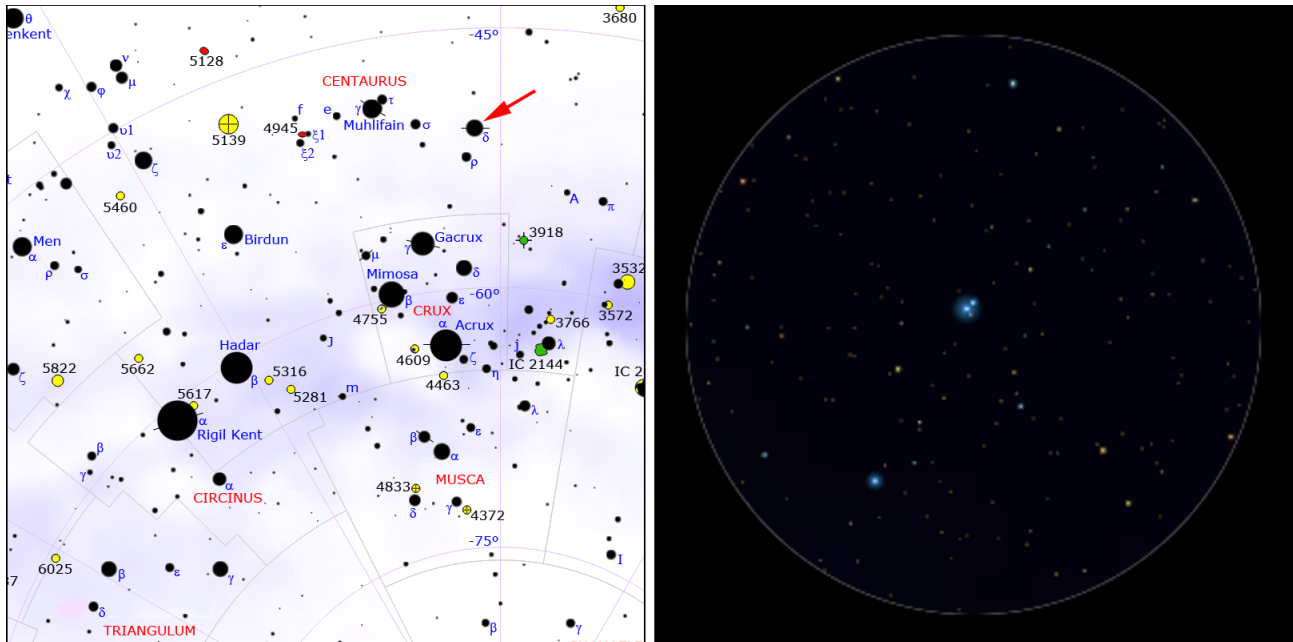 θ
enkent
3680
-45°
ν
5128
μ
CENTAURUS
χ
φ
τ
γ
f
e
Muhlifain
υ1
5139
4945
ξ1
σ
δ
υ2
ξ2
ζ
ρ
t
5460
A
π
Men
α
Birdun
ε
Gacrux
γ
3918
ρ
σ
μ
δ
Mimosa
3532
-60°
β
ε
4755
CRUX
3572
α
Acrux
3766
Hadar
J
j
λ
4609
ζ
IC 2144
ζ
5822
5662
β
5316
4463
η
IC 2
5617
5281
m
α
λ
Rigil Kent
β
ε
β
α
γ
α
MUSCA
CIRCINUS
4833
γ
4372
δ
-75°
6025
I
37
β
ε
γ
δ
TRIANGULUM
β
γ